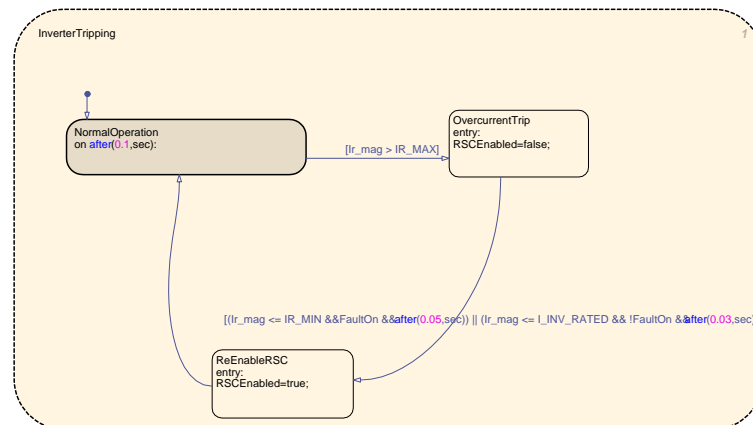 InverterTripping
1
NormalOperation
on after(0.1,sec):
OvercurrentTrip
entry:
RSCEnabled=false;
[Ir_mag > IR_MAX]
[(Ir_mag <= IR_MIN &&FaultOn &&after(0.05,sec)) || (Ir_mag <= I_INV_RATED && !FaultOn &&after(0.03,sec)
ReEnableRSC
entry:
RSCEnabled=true;